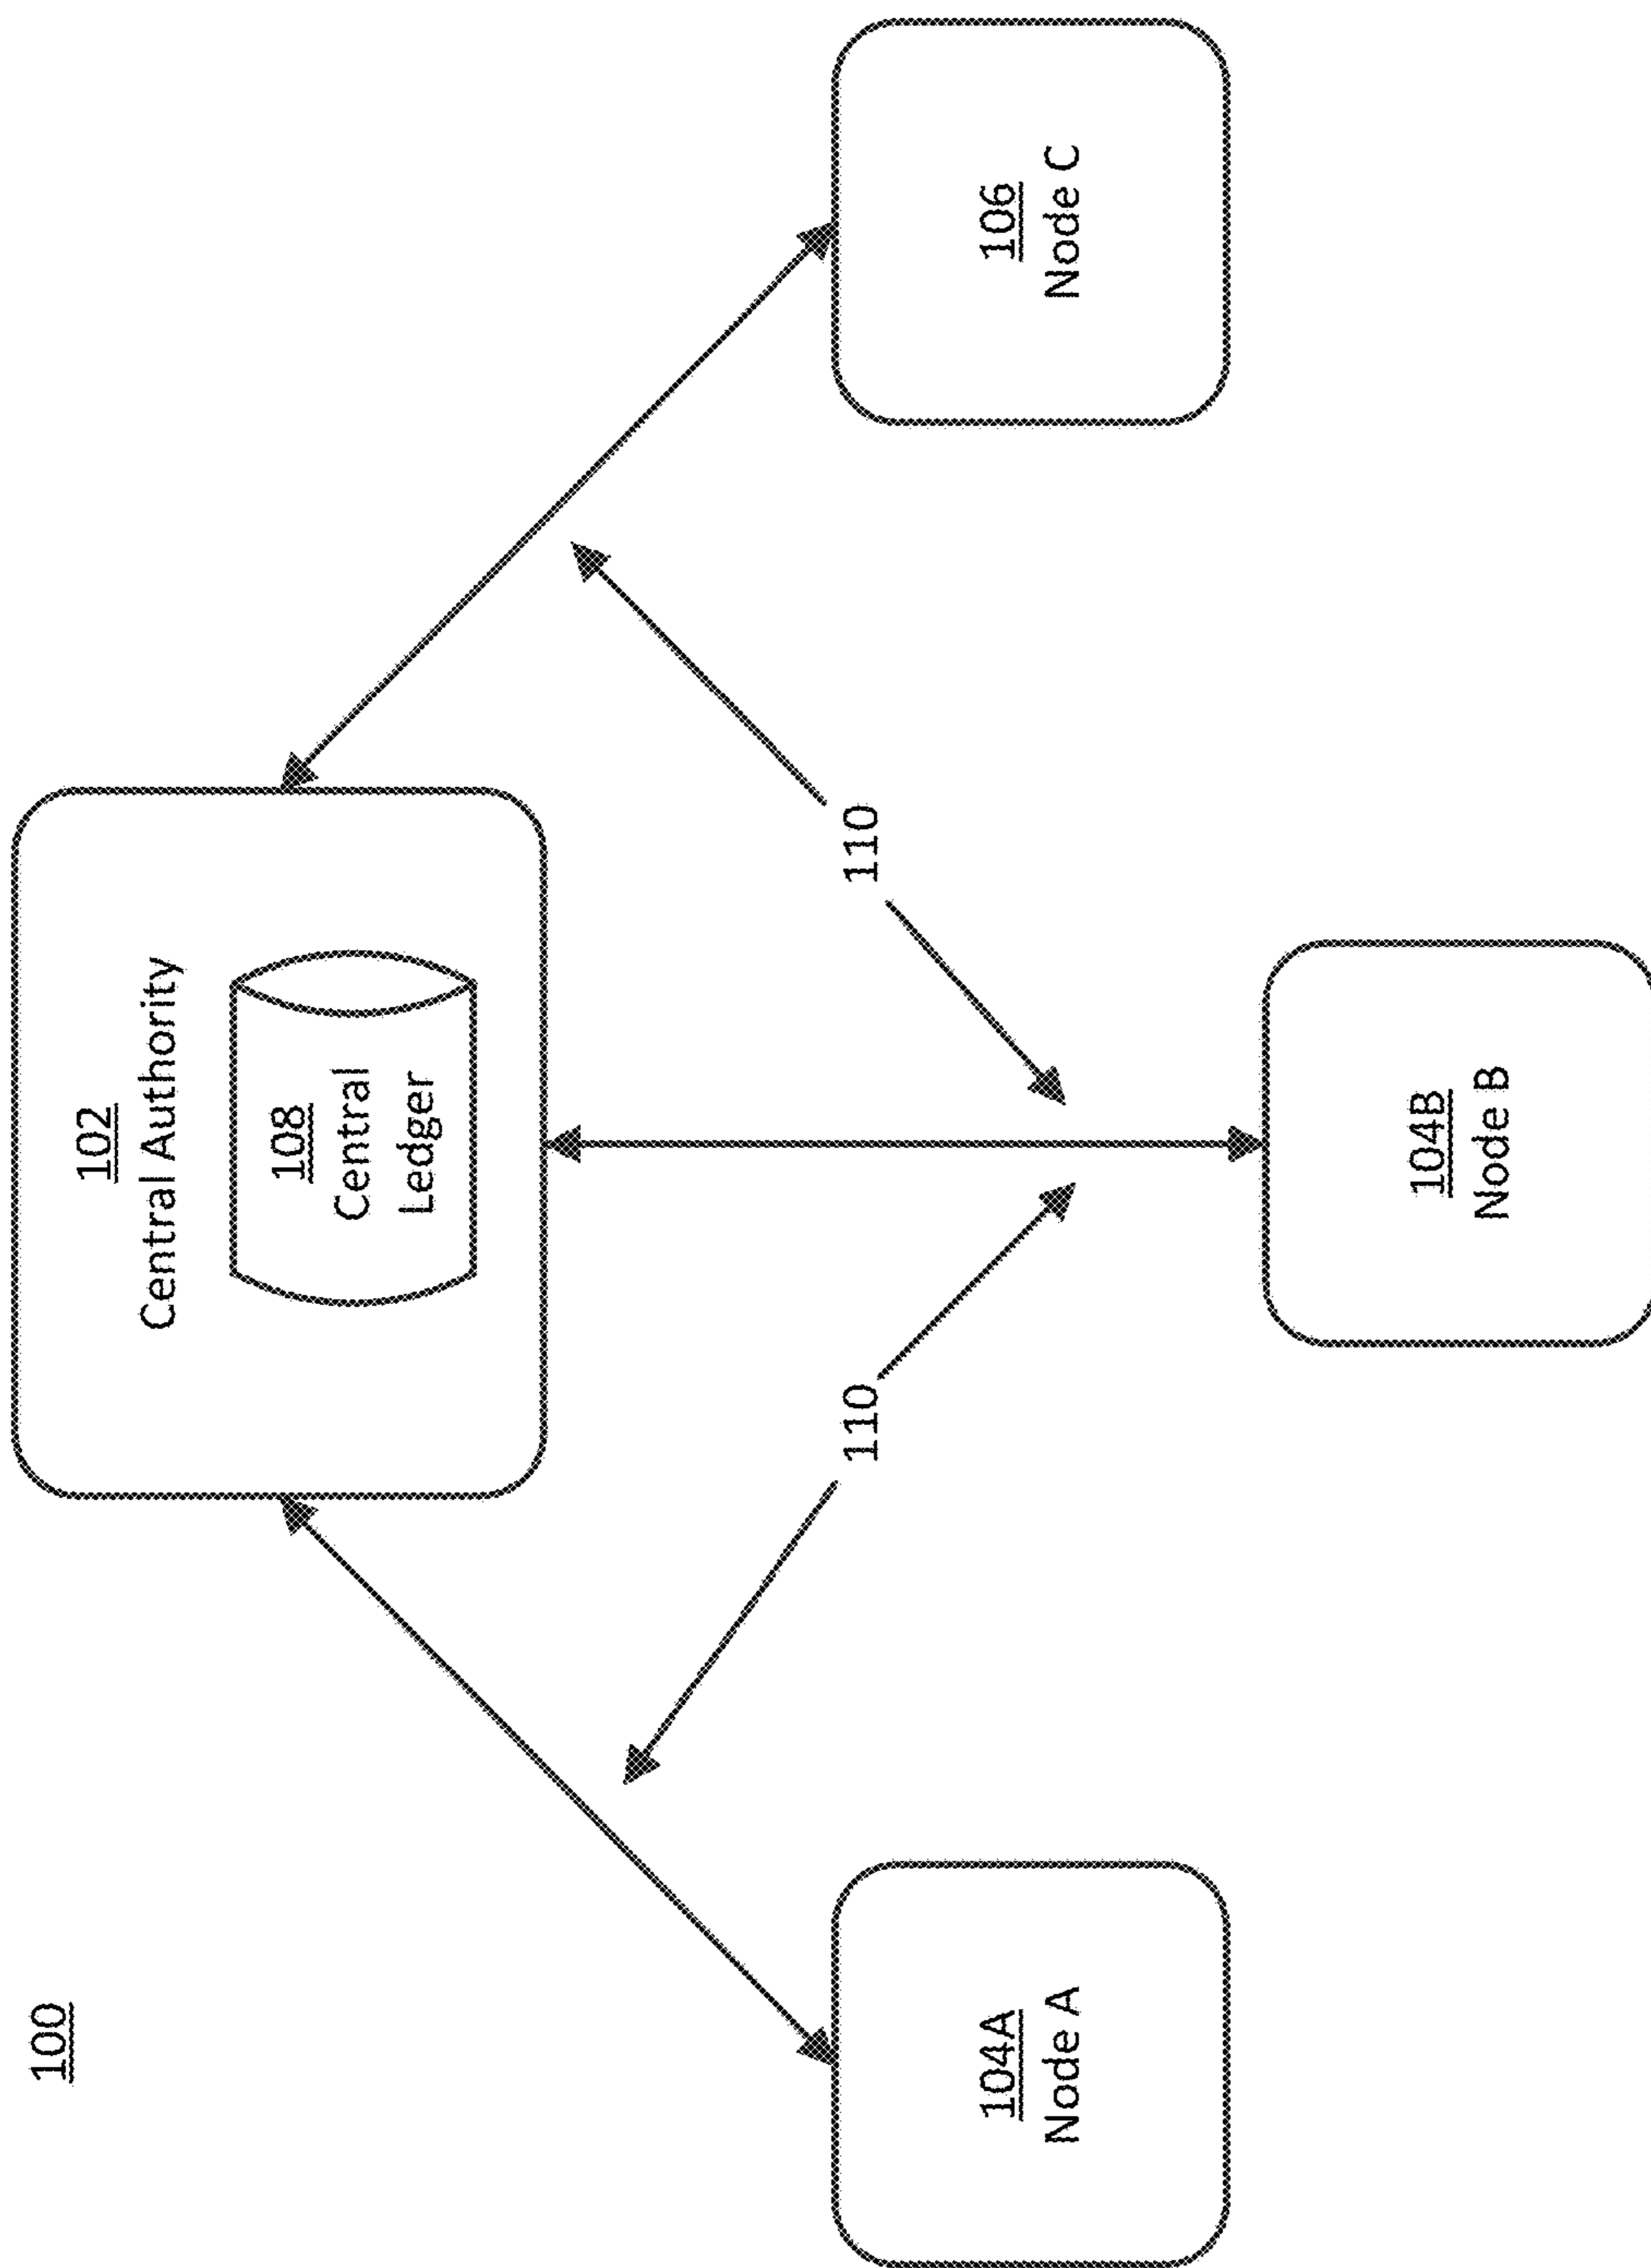 100
102
Central Authority
108
Central
Ledger
110
110
104A
Node A
104B
Node B
106
Node C